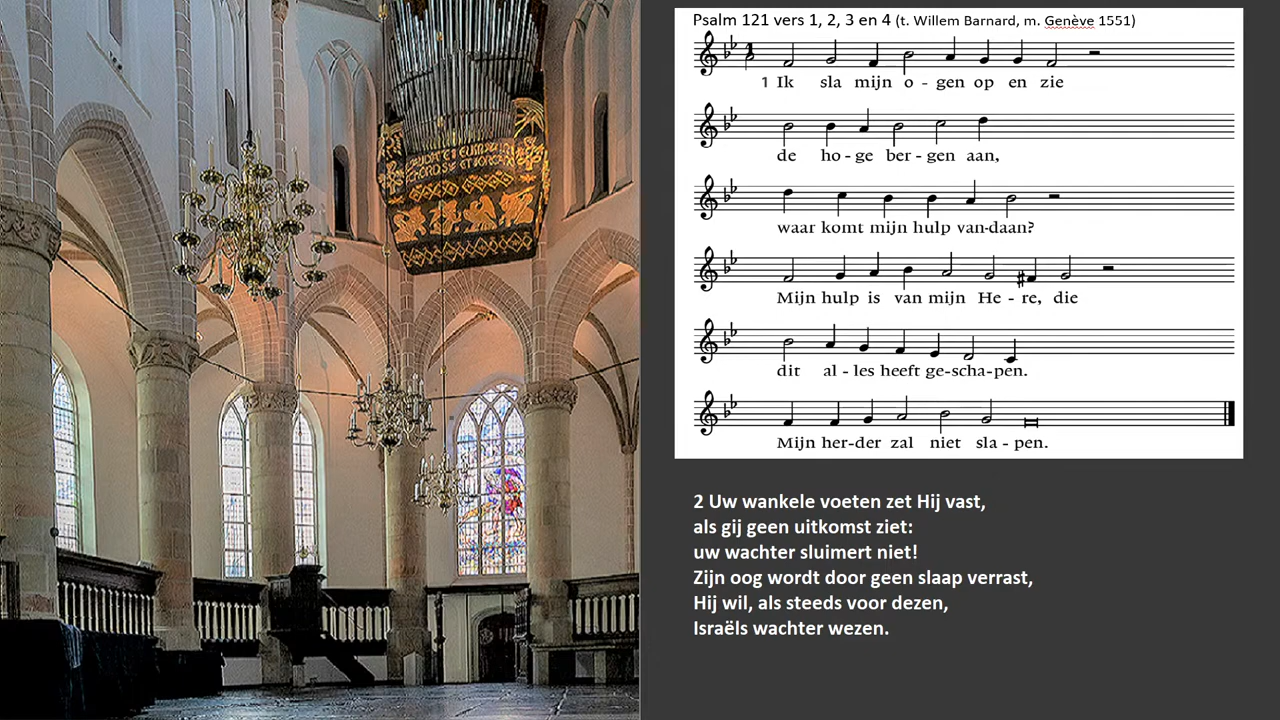 Psalm 121 vers 1, 2, 3 en 4 (t. Willem Barnard, m. Genève 1551)
1 Ik sla mijn o - gen op en zie
de ho - ge ber - gen aan,
waar komt mijn hulp van-daan?
Mijn hulp is van mijn He - re, die
dit al - les heeft ge-scha-pen.
Mijn her-der zal niet sla - pen.
2 Uw wankele voeten zet Hij vast,
als gij geen uitkomst ziet:
uw wachter sluimert niet!
Zijn oog wordt door geen slaap verrast,
Hij wil, als steeds voor dezen,
Israëls wachter wezen.